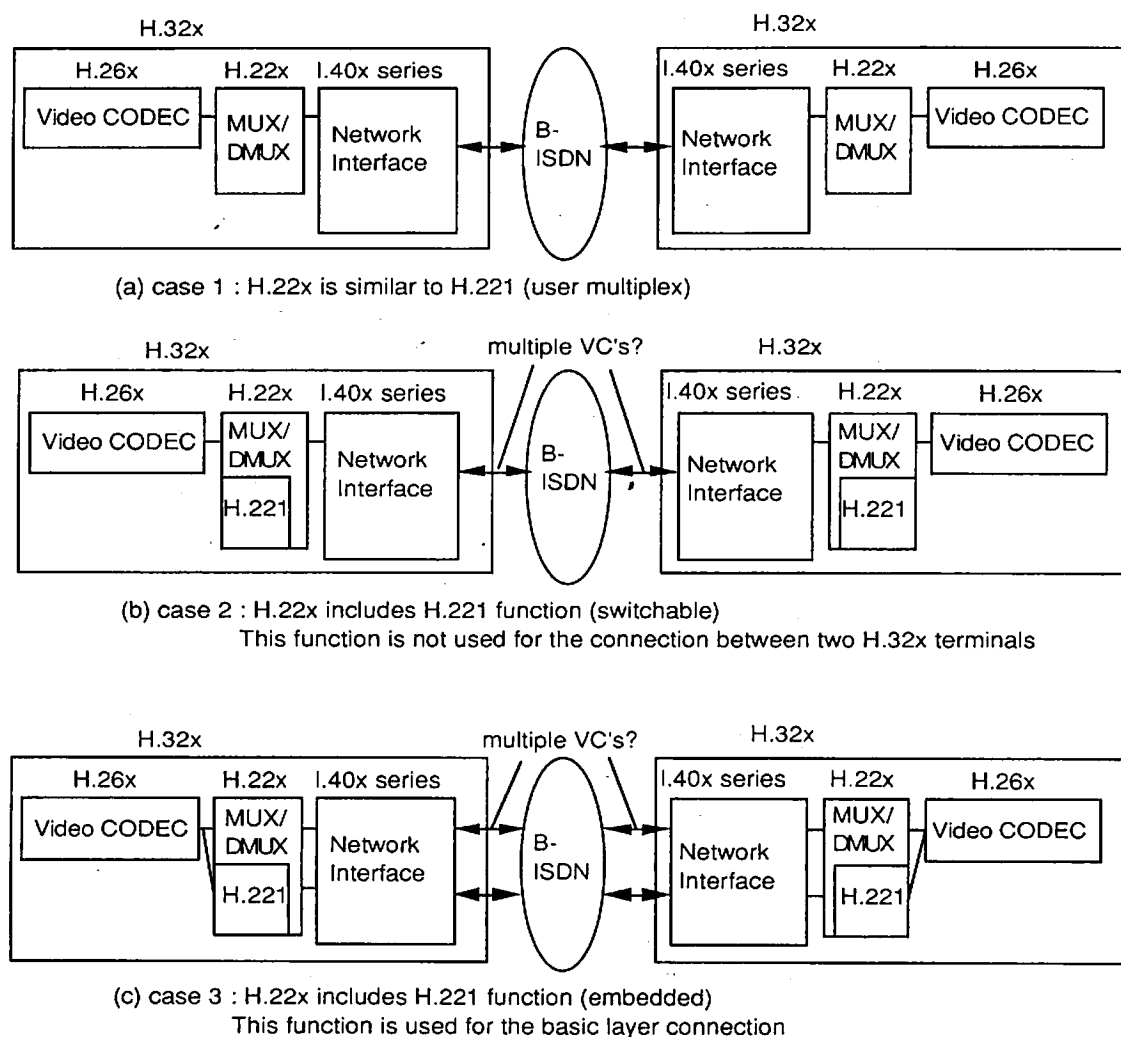 H.32x H.32x
H.26x H.22x I.40x series I.40x series H.22x H.26x
Video CODEC MUX/ DMUX Network Interface B- ISDN Network Interface MUX/ DMUX Video CODEC
(a) case 1 : H.22x is similar to H.221 (user multiplex)
H.32x multiple VC's? H.32x
H.26x H.22x I.40x series I.40x series H.22x H.26x
Video CODEC MUX/ DMUX H.221 Network Interface B- ISDN Network Interface MUX/ DMUX H.221 Video CODEC
(b) case 2 : H.22x includes H.221 function (switchable)
This function is not used for the connection between two H.32x terminals
H.32x multiple VC's? H.32x
H.26x H.22x I.40x series I.40x series H.22x H.26x
Video CODEC MUX/ DMUX H.221 Network Interface B- ISDN Network Interface MUX/ DMUX H.221 Video CODEC
(c) case 3 : H.22x includes H.221 function (embedded)
This function is used for the basic layer connection